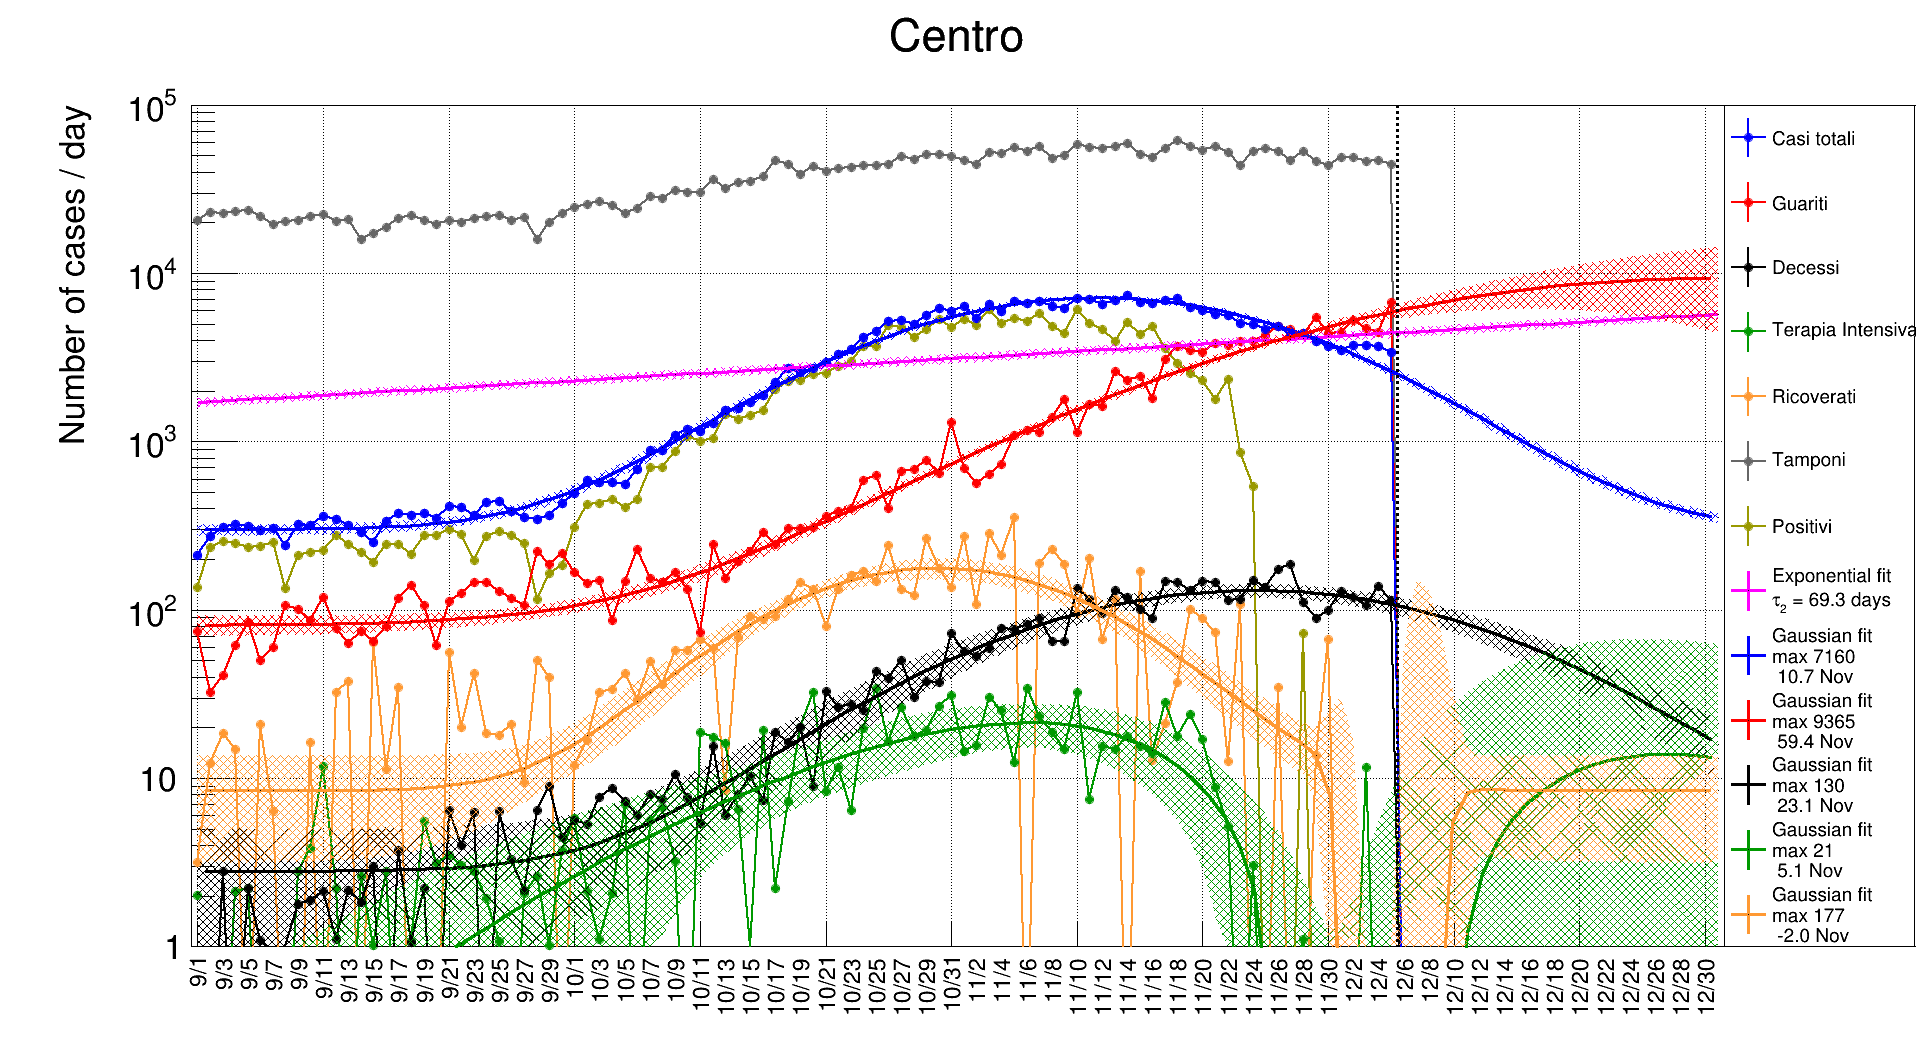 Centro
Number of cases / day
10^5
10^4
10^3
10^2
10
1
9/1 9/3 9/5 9/7 9/9 9/11 9/13 9/15 9/17 9/19 9/21 9/23 9/25 9/27 9/29 10/1 10/3 10/5 10/7 10/9 10/11 10/13 10/15 10/17 10/19 10/21 10/23 10/25 10/27 10/29 10/31 11/2 11/4 11/6 11/8 11/10 11/12 11/14 11/16 11/18 11/20 11/22 11/24 11/26 11/28 11/30 12/2 12/4 12/6 12/8 12/10 12/12 12/14 12/16 12/18 12/20 12/22 12/24 12/26 12/28 12/30
Casi totali
Guariti
Decessi
Terapia Intensiva
Ricoverati
Tamponi
Positivi
Exponential fit
τ2 = 69.3 days
Gaussian fit
max 7160
10.7 Nov
Gaussian fit
max 9365
59.4 Nov
Gaussian fit
max 130
23.1 Nov
Gaussian fit
max 21
5.1 Nov
Gaussian fit
max 177
-2.0 Nov